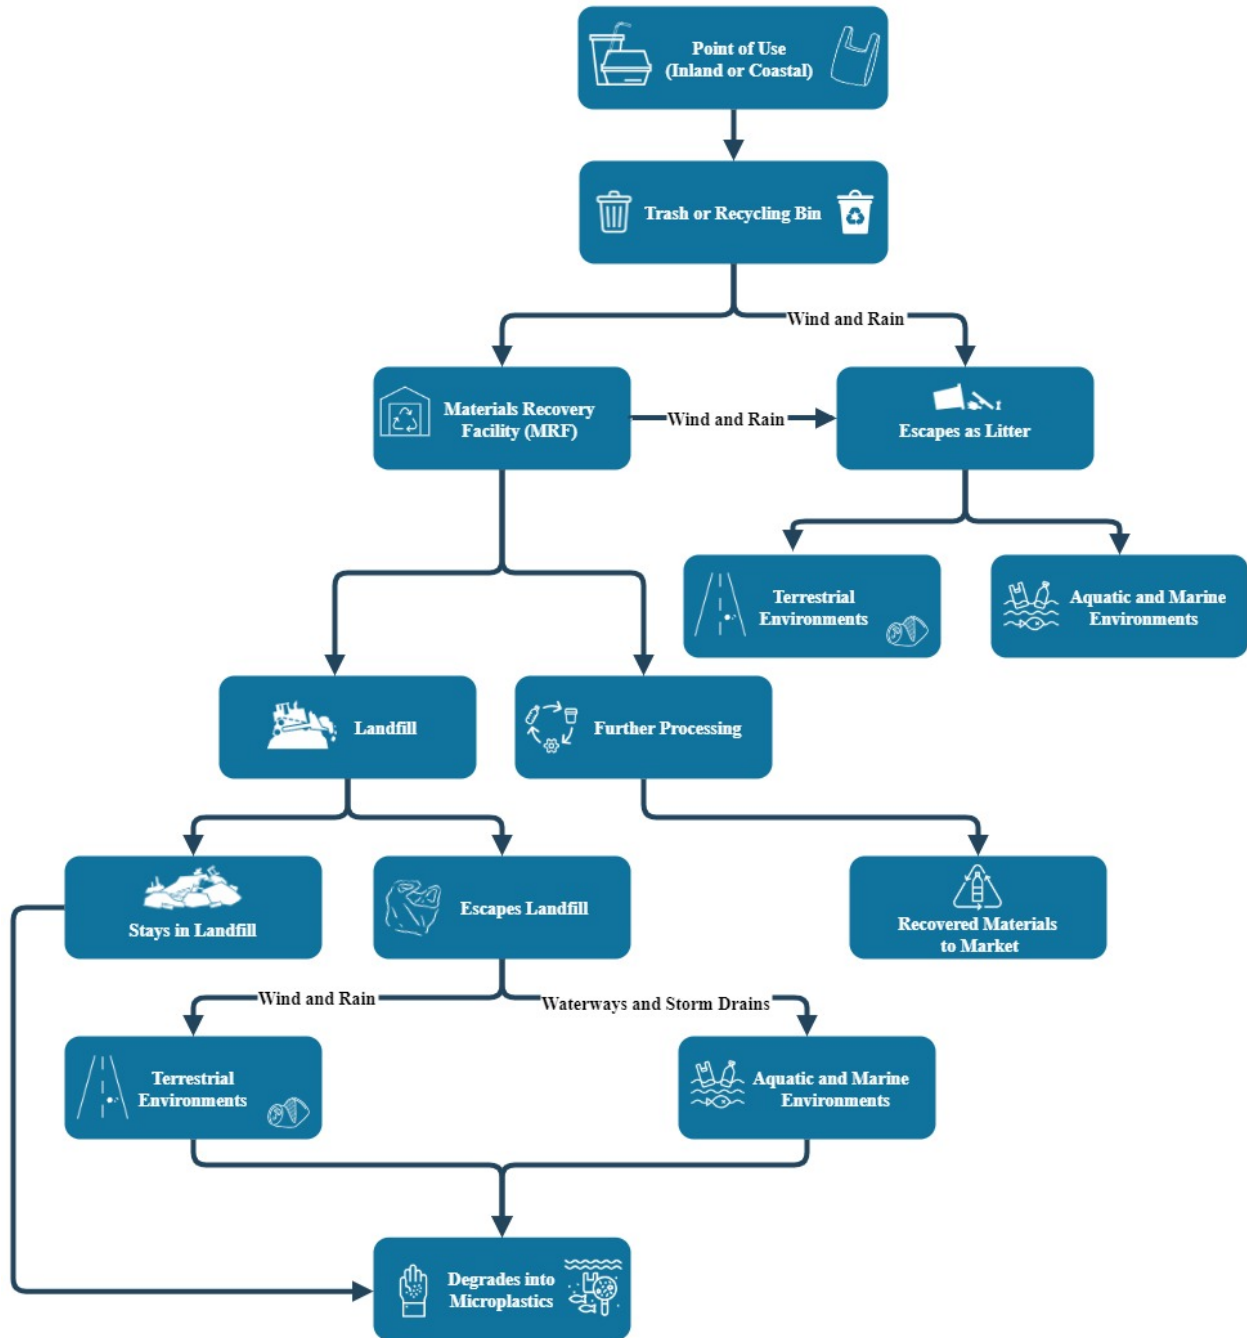 Point of Use
(Inland or Coastal)
Trash or Recycling Bin
Wind and Rain
Materials Recovery
Facility (MRF)
Wind and Rain
Escapes as Litter
Terrestrial
Environments
Aquatic and Marine
Environments
Landfill
Further Processing
Stays in Landfill
Escapes Landfill
Recovered Materials
to Market
Wind and Rain
Waterways and Storm Drains
Terrestrial
Environments
Aquatic and Marine
Environments
Degrades into
Microplastics